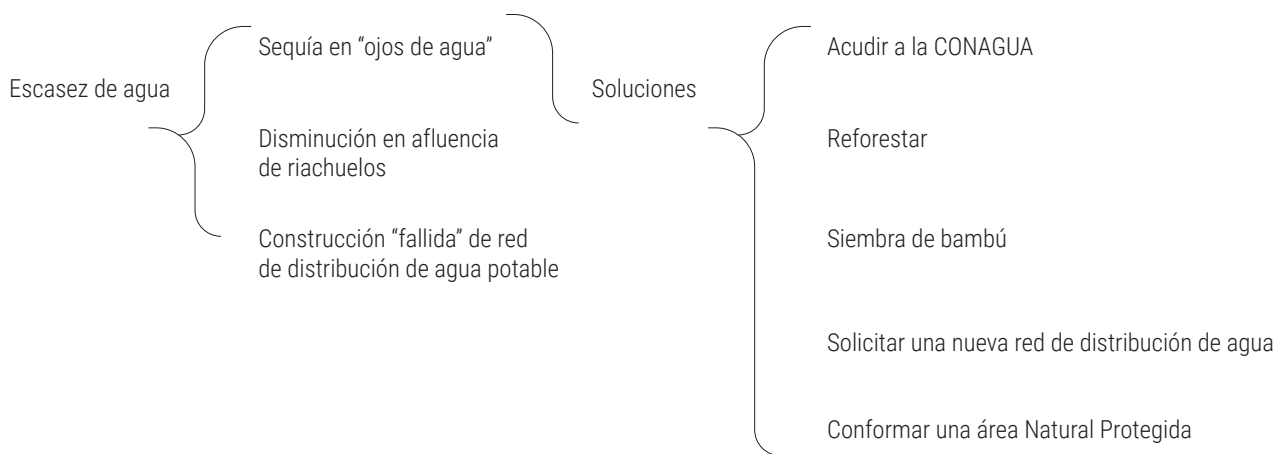 Escasez de agua
Sequía en “ojos de agua”
Disminución en afluencia
de riachuelos
Construcción “fallida” de red
de distribución de agua potable
Soluciones
Acudir a la CONAGUA
Reforestar
Siembra de bambú
Solicitar una nueva red de distribución de agua
Conformar una área Natural Protegida